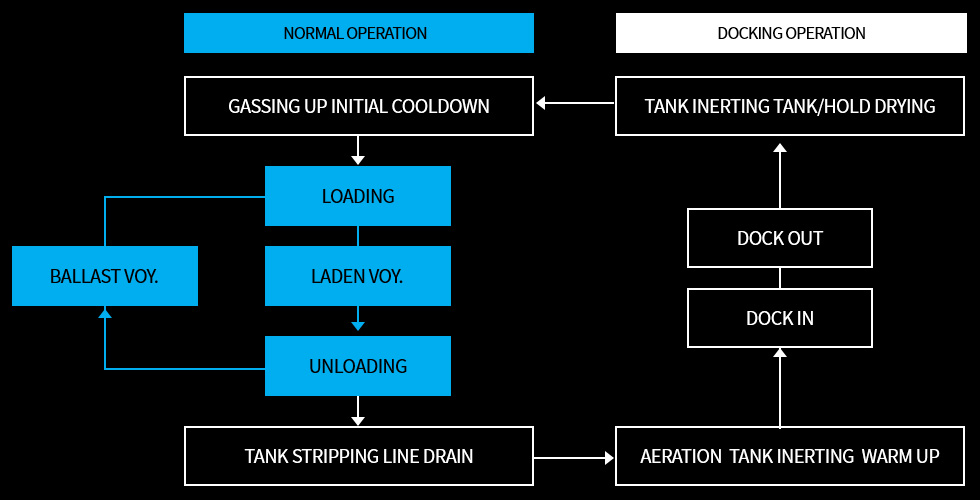 NORMAL OPERATION
DOCKING OPERATION
GASSING UP INITIAL COOLDOWN
TANK INERTING TANK/HOLD DRYING
LOADING
DOCK OUT
BALLAST VOY.
LADEN VOY.
DOCK IN
UNLOADING
TANK STRIPPING LINE DRAIN
AERATION TANK INERTING WARM UP